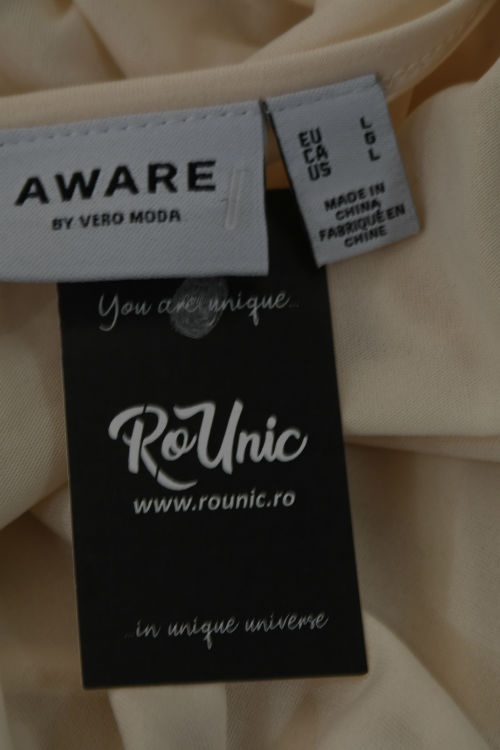 AWARE
BY VERO MODA
EU L
CA G
US L
MADE IN
CHINA
FABRIQUÉ EN
CHINE
You are unique...
RoUnic
www.rounic.ro
...in unique universe